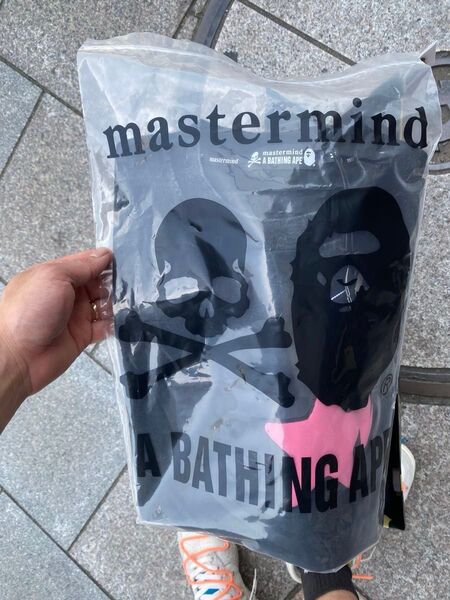 mastermind
mastermind
mastermind
A BATHING APE
®
A BATHING APE